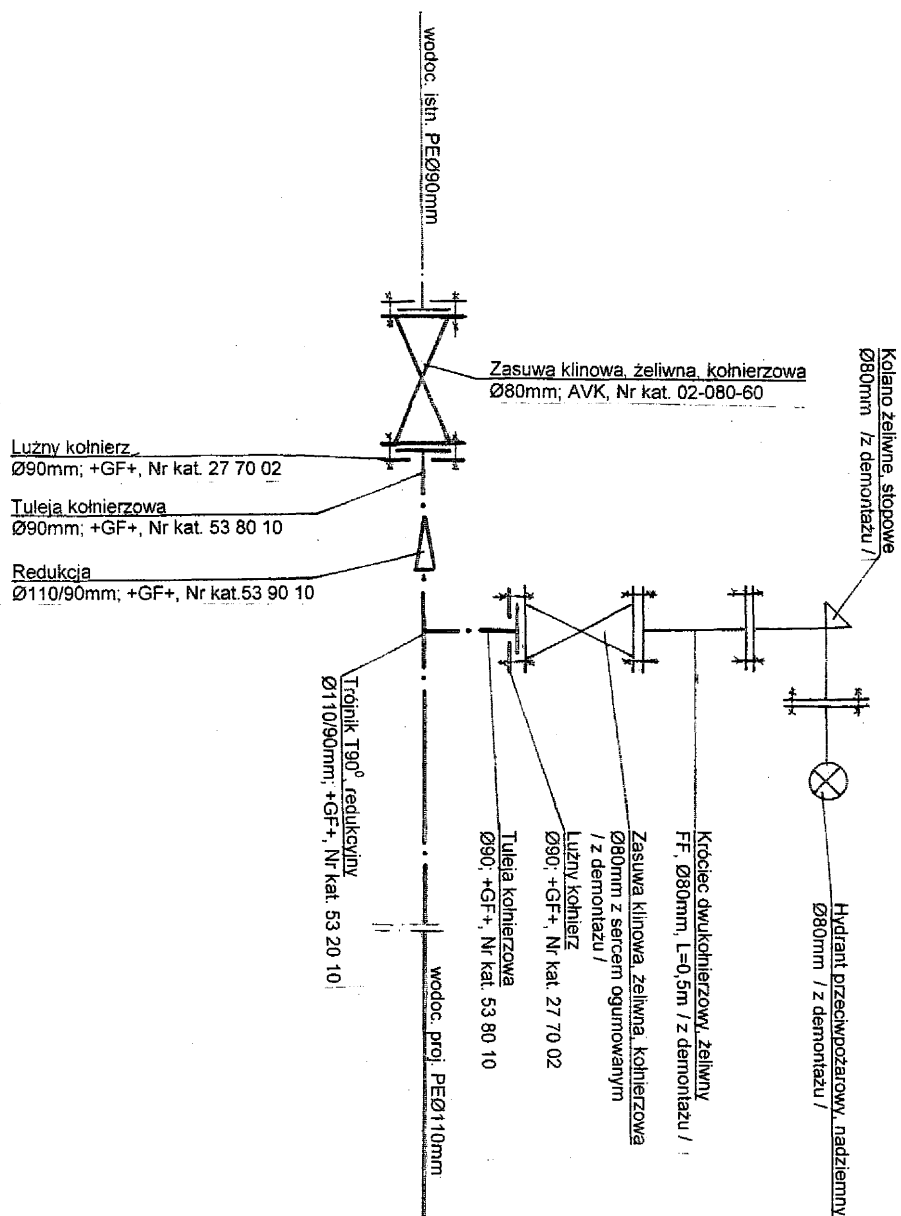 wodoc. istn. PEØ90mm
Zasuwa klinowa, żeliwna, kołnierzowa
Ø80mm; AVK, Nr kat. 02-080-60
Kolano żeliwne, stopowe
Ø80mm /z demontażu /
Luźny kołnierz
Ø90mm; +GF+, Nr kat. 27 70 02
Tuleja kołnierzowa
Ø90mm; +GF+, Nr kat. 53 80 10
Redukcja
Ø110/90mm; +GF+, Nr kat.53 90 10
Trójnik T90⁰, redukcyjny
Ø110/90mm; +GF+, Nr kat. 53 20 10
Tuleja kołnierzowa
Ø90; +GF+, Nr kat. 53 80 10
Luźny kołnierz
Ø90; +GF+, Nr kat. 27 70 02
Zasuwa klinowa, żeliwna, kołnierzowa
Ø80mm z sercem ogumowanym
/ z demontażu /
Króciec dwukołnierzowy, żeliwny
FF, Ø80mm, L=0,5m / z demontażu /
Hydrant przeciwpożarowy, nadziemny
Ø80mm / z demontażu /
wodoc. proj. PEØ110mm